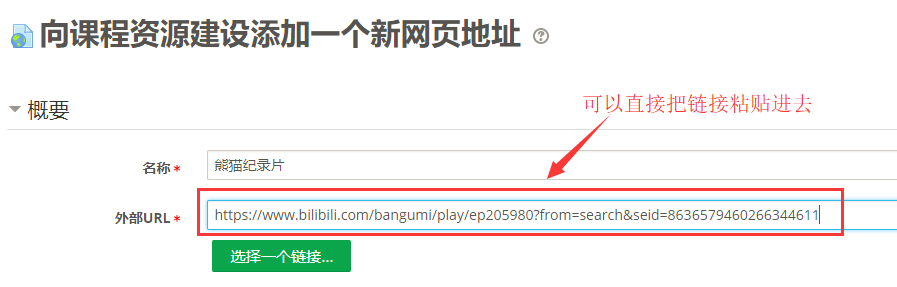 向课程资源建设添加一个新网页地址
概要
可以直接把链接粘贴进去
名称*
熊猫纪录片
外部URL*
https://www.bilibili.com/bangumi/play/ep205980?from=search&seid=8636579460266344611
选择一个链接...